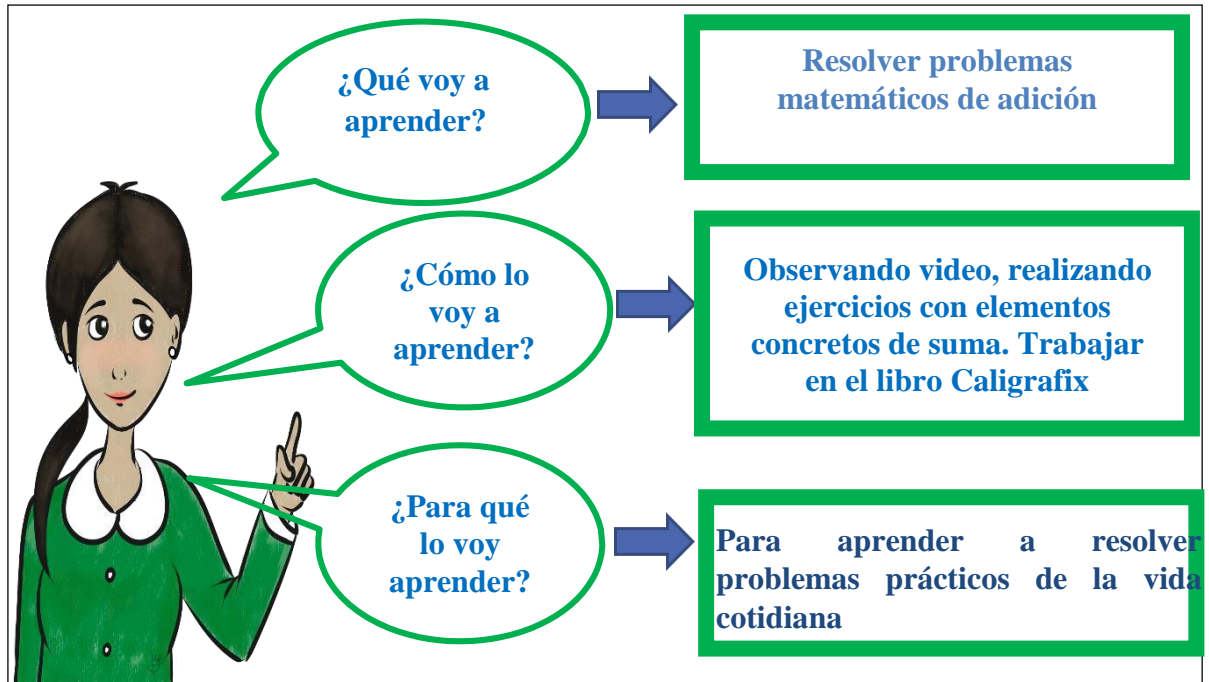 ¿Qué voy a
aprender?
Resolver problemas
matemáticos de adición
¿Cómo lo
voy a
aprender?
Observando video, realizando
ejercicios con elementos
concretos de suma. Trabajar
en el libro Caligrafix
¿Para qué
lo voy
aprender?
Para aprender a resolver
problemas prácticos de la vida
cotidiana